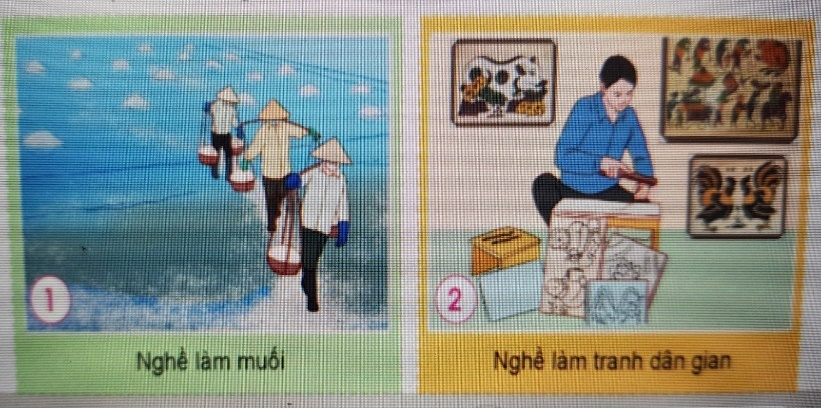 1
Nghề làm muối
2
Nghề làm tranh dân gian